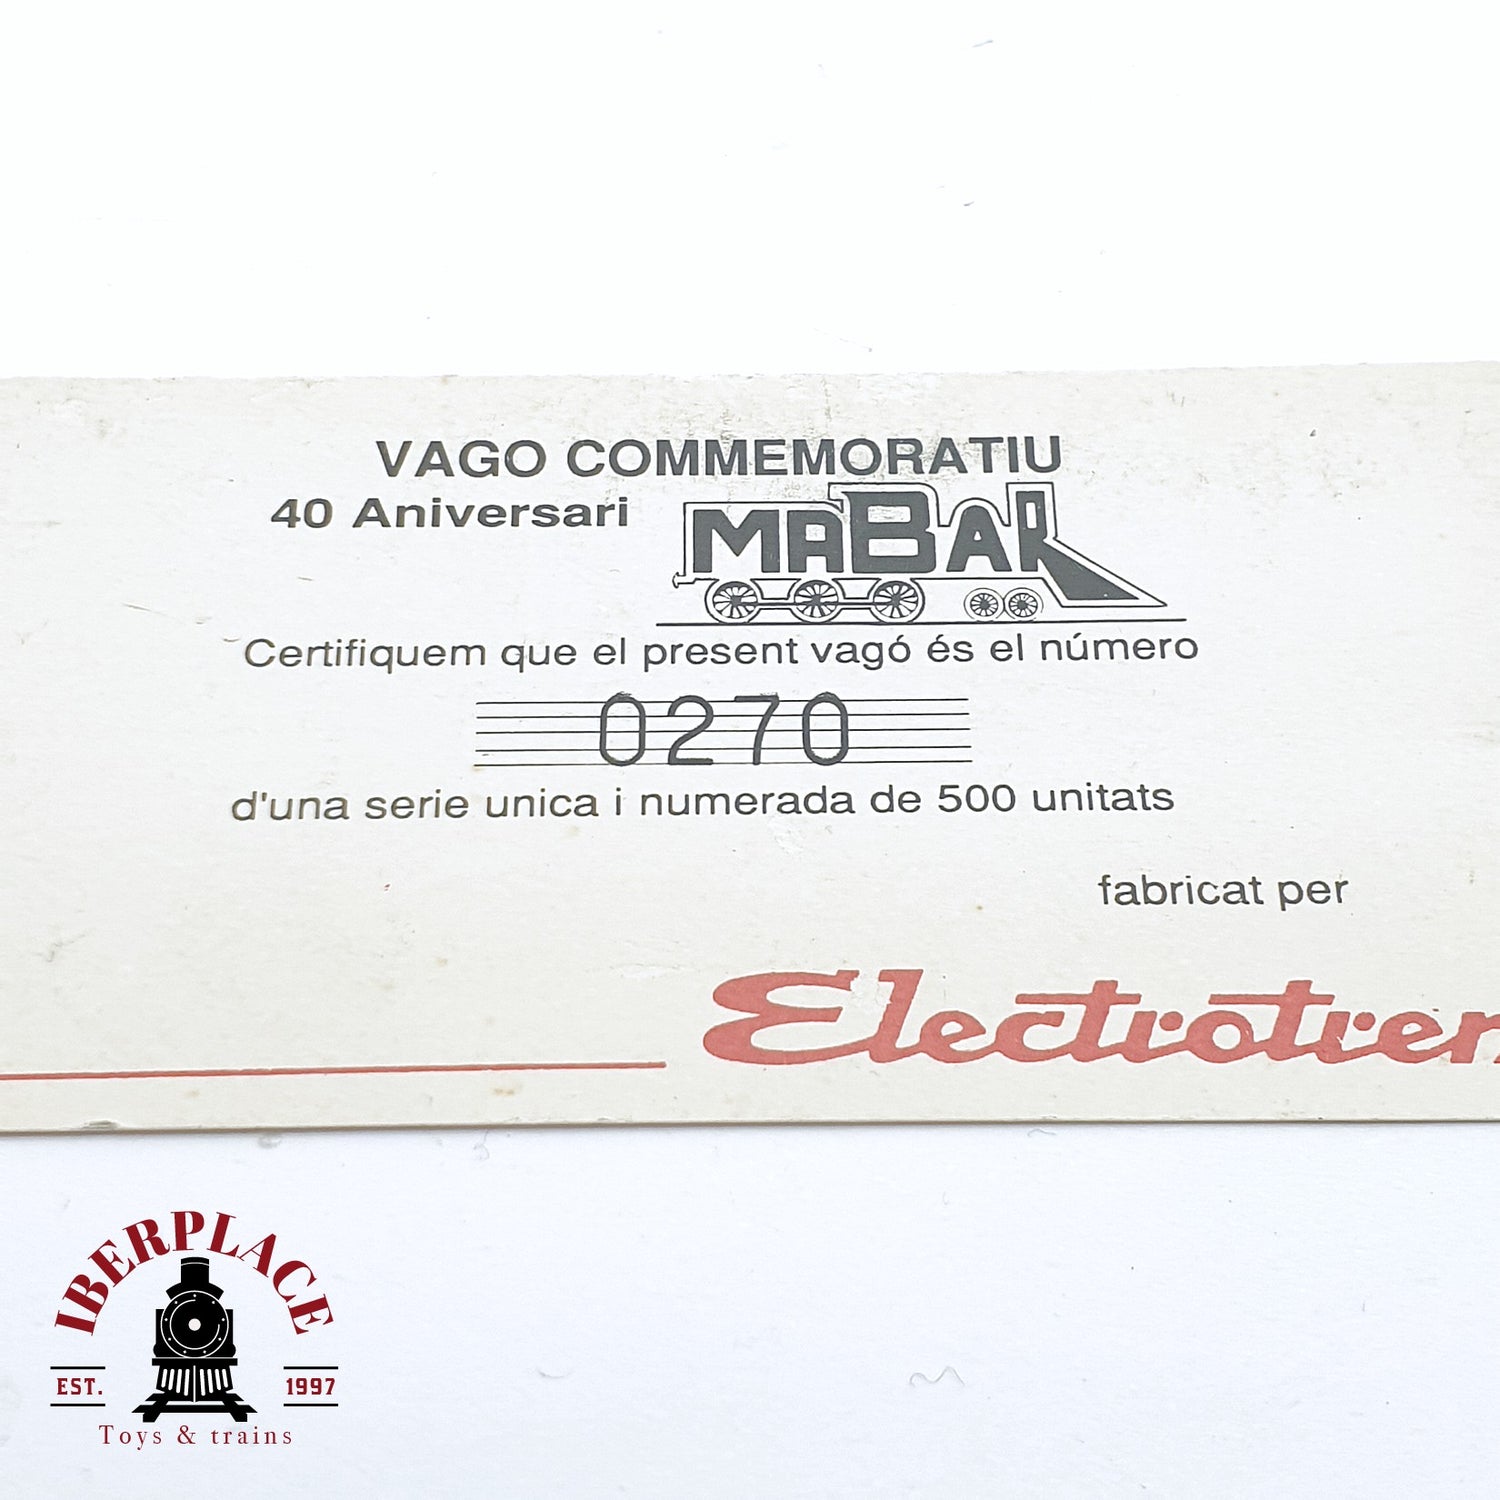 VAGO COMMEMORATIU
40 Aniversari MABAR
Certifiquem que el present vagó és el número
0270
d'una serie unica i numerada de 500 unitats
fabricat per
Electrotren
IBERPLACE
EST. 1997
Toys & trains